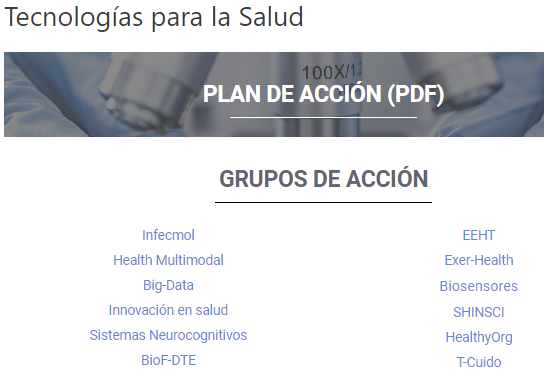 Tecnologías para la Salud
100X/1.2
PLAN DE ACCIÓN (PDF)
GRUPOS DE ACCIÓN
Infecmol
Health Multimodal
Big-Data
Innovación en salud
Sistemas Neurocognitivos
BioF-DTE
EEHT
Exer-Health
Biosensores
SHINSCI
HealthyOrg
T-Cuido